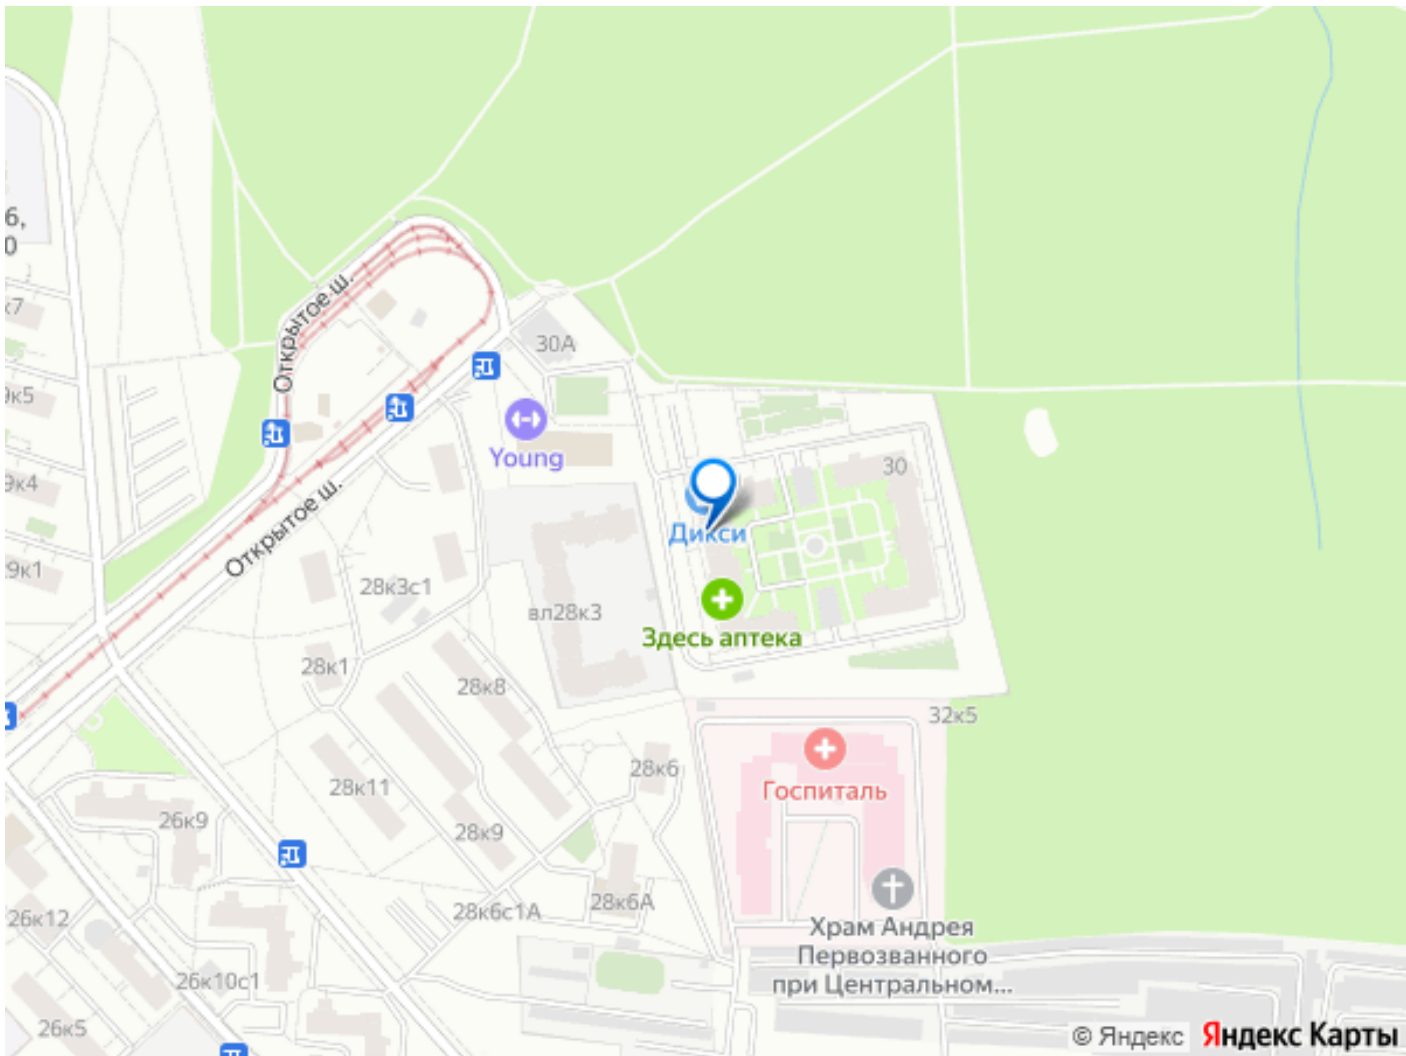 6,
0
к7
Открытое ш.
30А
9к5
Young
30
9к4
Дикси
Открытое ш.
9к1
28к3с1
вл28к3
Здесь аптека
28к1
28к8
32к5
28к6
Госпиталь
28к11
26к9
28к9
28к6А
26к12
28к6с1А
Храм Андрея
Первозванного
при Центральном...
26к10с1
26к5
© Яндекс
Яндекс Карты